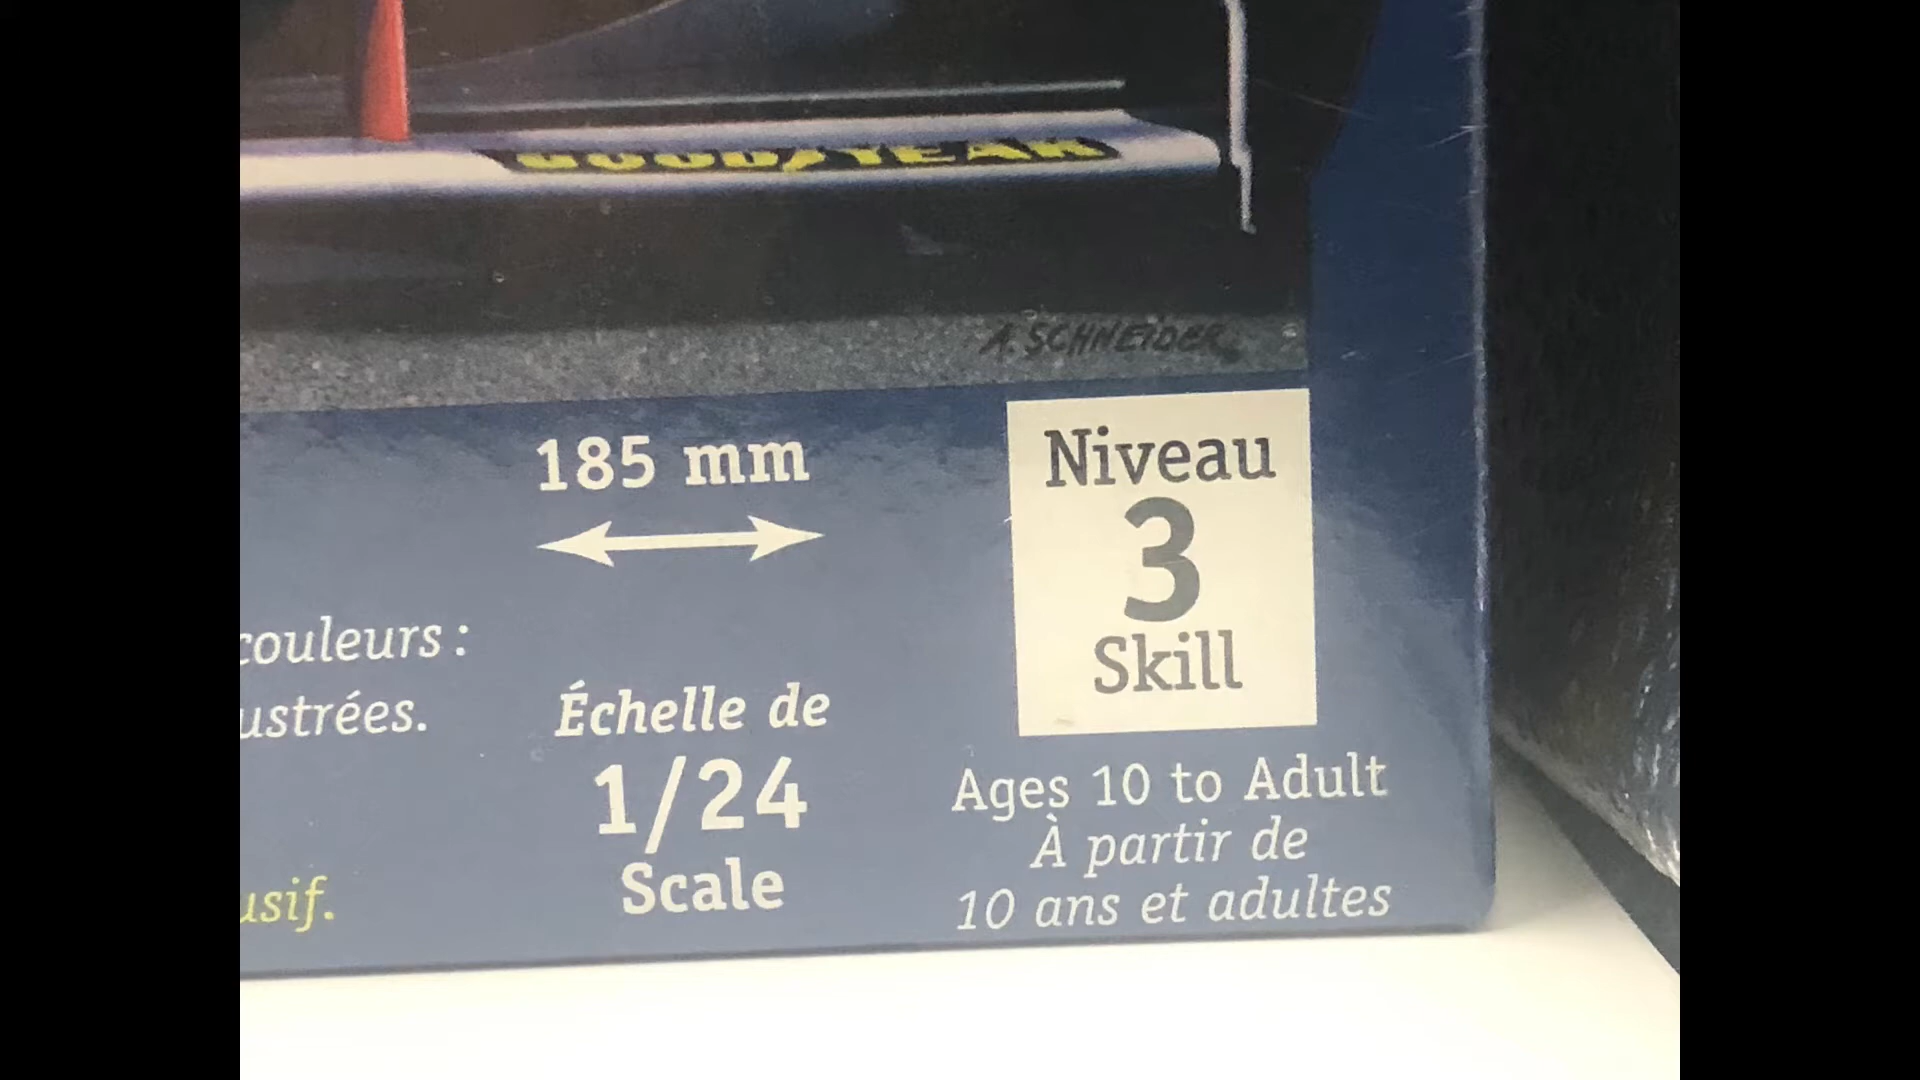 GOODYEAR
A. SCHNEIDER
185 mm
couleurs :
ustrées.
usif.
Échelle de
1/24
Scale
Niveau
3
Skill
Ages 10 to Adult
À partir de
10 ans et adultes